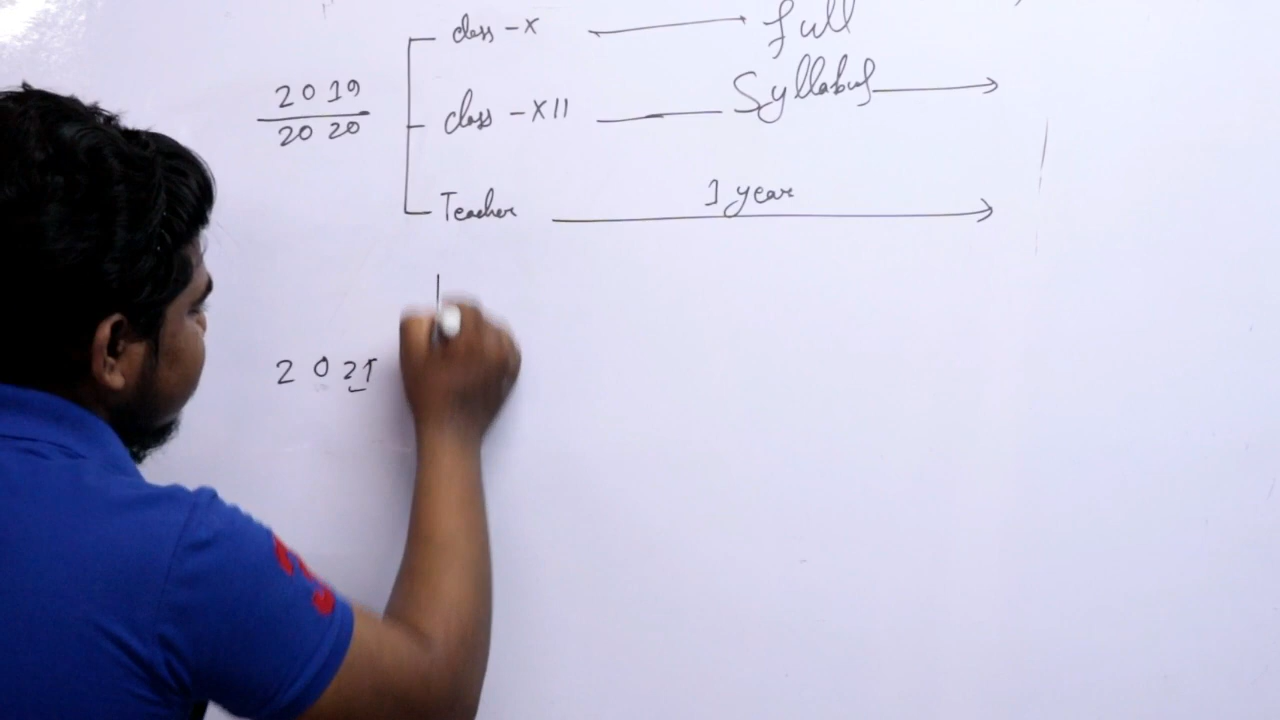 class - X full
2019 class - XII Syllabus
2020
Teacher 1 year
2021